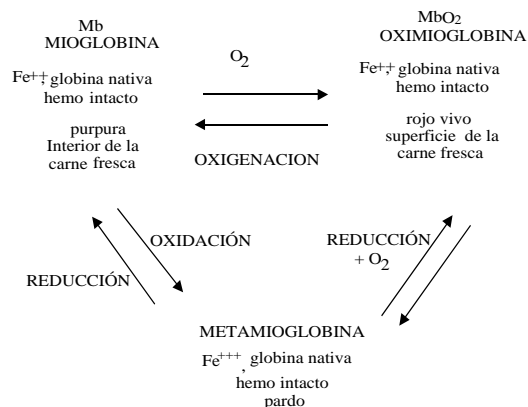 Mb
MIOGLOBINA
Fe++, globina nativa
hemo intacto
purpura
Interior de la
carne fresca
O2
OXIGENACION
MbO2
OXIMIOGLOBINA
Fe++, globina nativa
hemo intacto
rojo vivo
superficie de la
carne fresca
OXIDACIÓN
REDUCCIÓN
REDUCCIÓN
+ O2
METAMIOGLOBINA
Fe+++, globina nativa
hemo intacto
pardo